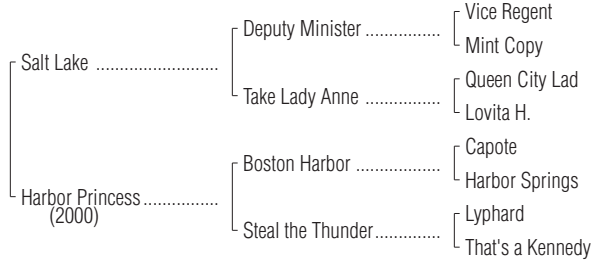 Vice Regent
Deputy Minister ................
Mint Copy
Salt Lake ..........................
Queen City Lad
Take Lady Anne ................
Lovita H.
Capote
Boston Harbor ..................
Harbor Springs
Harbor Princess ................
(2000)
Lyphard
Steal the Thunder ..............
That's a Kennedy